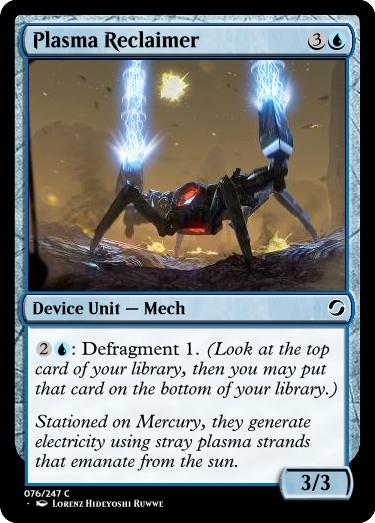 Plasma Reclaimer 3
Device Unit — Mech
2 : Defragment 1. (Look at the top
card of your library, then you may put
that card on the bottom of your library.)
Stationed on Mercury, they generate
electricity using stray plasma strands
that emanate from the sun.
3/3
076/247 C
· Lorenz Hideyoshi Ruwwe